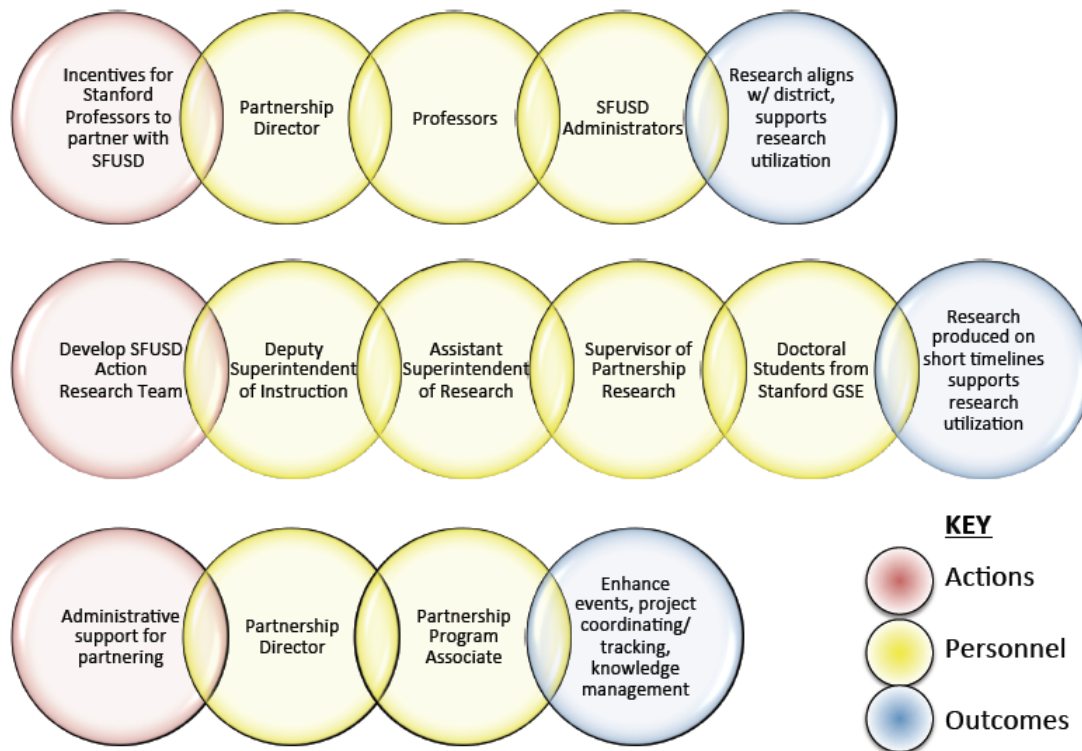 Incentives for
Stanford
Professors to
partner with
SFUSD
Partnership
Director
Professors
SFUSD
Administrators
Research aligns
w/ district,
supports
research
utilization
Develop SFUSD
Action
Research Team
Deputy
Superintendent
of Instruction
Assistant
Superintendent
of Research
Supervisor of
Partnership
Research
Doctoral
Students from
Stanford GSE
Research
produced on
short timelines
supports
research
utilization
Administrative
support for
partnering
Partnership
Director
Partnership
Program
Associate
Enhance
events, project
coordinating/
tracking,
knowledge
management
KEY
Actions
Personnel
Outcomes